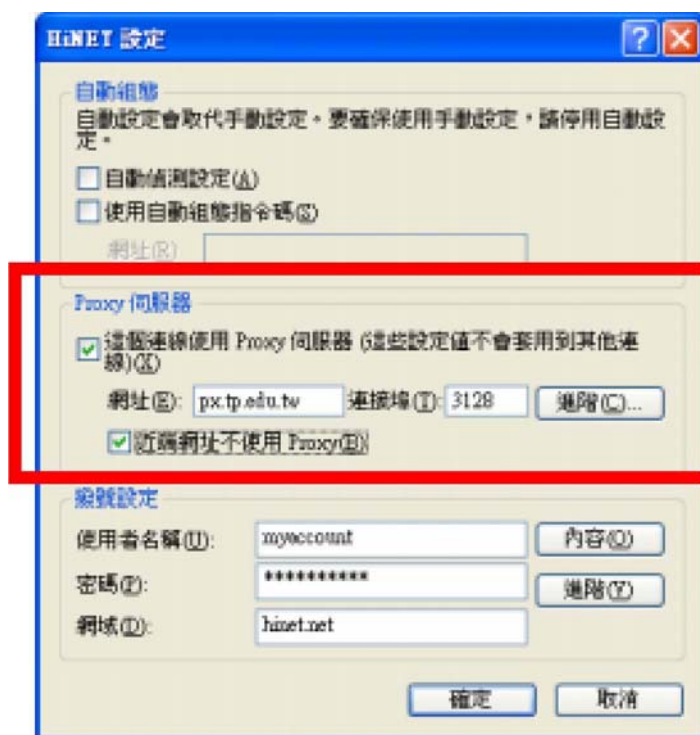 HiNET 設定
自動組態
自動設定會取代手動設定。要確保使用手動設定，請停用自動設
定。
自動偵測設定(A)
使用自動組態指令碼(S)
網址(R)
Proxy 伺服器
這個連線使用 Proxy 伺服器 (這些設定值不會套用到其他連
線)(X)
網址(E): px.tp.edu.tw 連接埠(T): 3128 進階(C)...
近端網址不使用 Proxy(B)
撥號設定
使用者名稱(U): myaccount 內容(O)
密碼(P): ********** 進階(Y)
網域(D): hinet.net
確定 取消